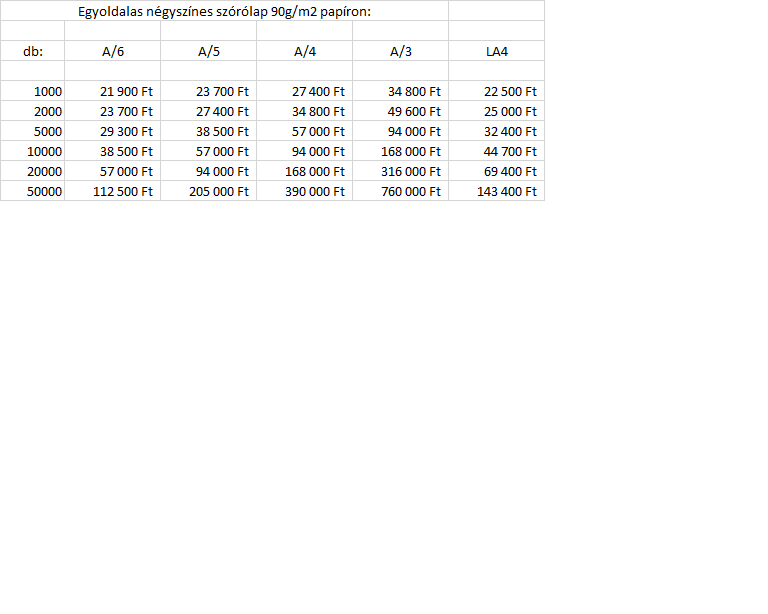 Egyoldalas négyszínes szórólap 90g/m2 papíron:
db: A/6 A/5 A/4 A/3 LA4
1000 21 900 Ft 23 700 Ft 27 400 Ft 34 800 Ft 22 500 Ft
2000 23 700 Ft 27 400 Ft 34 800 Ft 49 600 Ft 25 000 Ft
5000 29 300 Ft 38 500 Ft 57 000 Ft 94 000 Ft 32 400 Ft
10000 38 500 Ft 57 000 Ft 94 000 Ft 168 000 Ft 44 700 Ft
20000 57 000 Ft 94 000 Ft 168 000 Ft 316 000 Ft 69 400 Ft
50000 112 500 Ft 205 000 Ft 390 000 Ft 760 000 Ft 143 400 Ft